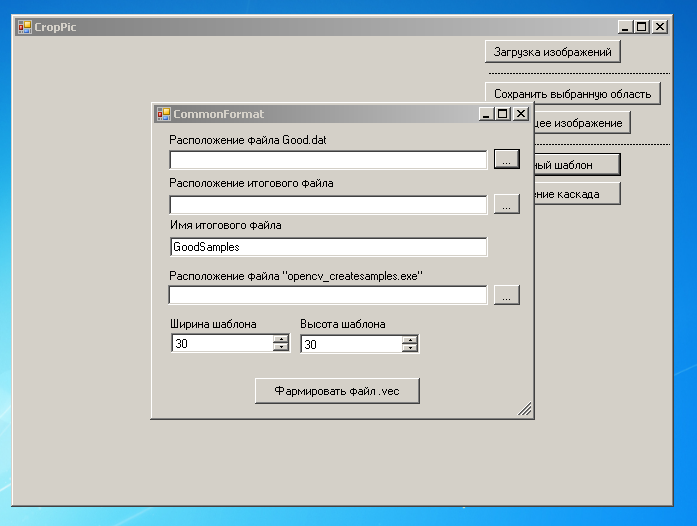 CropPic
Загрузка изображений
Сохранить выбранную область
щее изображение
ный шаблон
ение каскада
CommonFormat
Расположение файла Good.dat
...
Расположение итогового файла
...
Имя итогового файла
GoodSamples
Расположение файла "opencv_createsamples.exe"
...
Ширина шаблона
Высота шаблона
30
30
Фармировать файл .vec